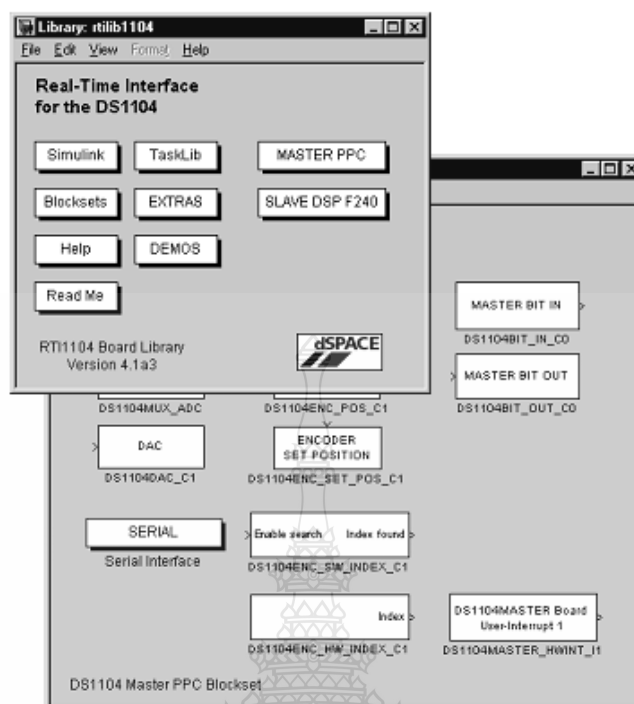 Library: rtilib1104
File Edit View Format Help
Real-Time Interface
for the DS1104
Simulink TaskLib MASTER PPC
Blocksets EXTRAS SLAVE DSP F240
Help DEMOS
Read Me
RTI1104 Board Library
Version 4.1a3
dSPACE
MASTER BIT IN
DS1104BIT_IN_C0
MASTER BIT OUT
DS1104MUX_ADC DS1104ENC_POS_C1 DS1104BIT_OUT_C0
DAC
ENCODER
SET POSITION
DS1104DAC_C1 DS1104ENC_SET_POS_C1
SERIAL
Enable search Index found
Serial Interface
DS1104ENC_SW_INDEX_C1
Index
DS1104MASTER Board
User-Interrupt 1
DS1104ENC_HW_INDEX_C1 DS1104MASTER_HWINT_I1
DS1104 Master PPC Blockset